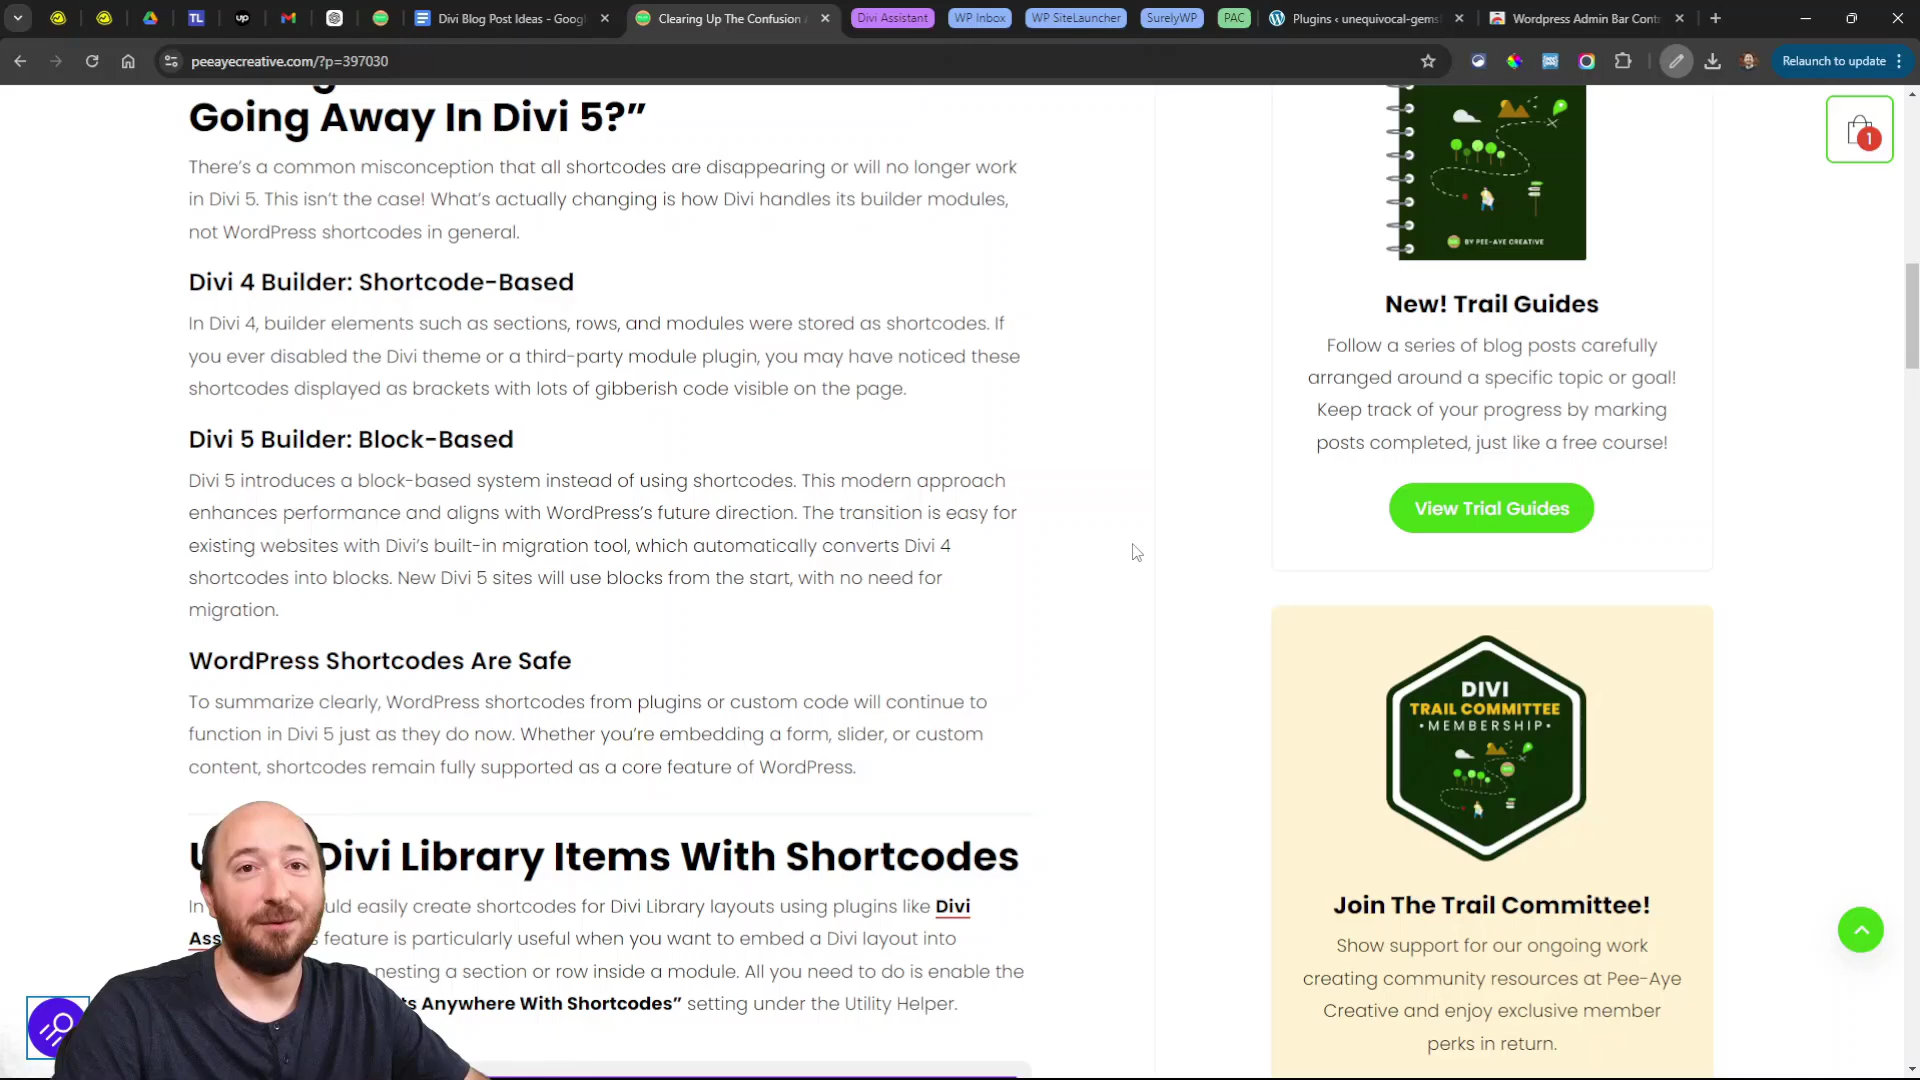 Divi Blog Post Ideas - Goog
Clearing Up The Confusion
Divi Assistant
WP Inbox
WP SiteLauncher
SurelyWP
PAC
Plugins ‹ unequivocal-gems
Wordpress Admin Bar Cont
peeayecreative.com/?p=397030
Relaunch to update
Going Away In Divi 5?”
There’s a common misconception that all shortcodes are disappearing or will no longer work
in Divi 5. This isn’t the case! What’s actually changing is how Divi handles its builder modules,
not WordPress shortcodes in general.
Divi 4 Builder: Shortcode-Based
In Divi 4, builder elements such as sections, rows, and modules were stored as shortcodes. If
you ever disabled the Divi theme or a third-party module plugin, you may have noticed these
shortcodes displayed as brackets with lots of gibberish code visible on the page.
Divi 5 Builder: Block-Based
Divi 5 introduces a block-based system instead of using shortcodes. This modern approach
enhances performance and aligns with WordPress’s future direction. The transition is easy for
existing websites with Divi’s built-in migration tool, which automatically converts Divi 4
shortcodes into blocks. New Divi 5 sites will use blocks from the start, with no need for
migration.
WordPress Shortcodes Are Safe
To summarize clearly, WordPress shortcodes from plugins or custom code will continue to
function in Divi 5 just as they do now. Whether you’re embedding a form, slider, or custom
content, shortcodes remain fully supported as a core feature of WordPress.
Divi Library Items With Shortcodes
In uld easily create shortcodes for Divi Library layouts using plugins like Divi
Ass s feature is particularly useful when you want to embed a Divi layout into
nesting a section or row inside a module. All you need to do is enable the
ts Anywhere With Shortcodes” setting under the Utility Helper.
1
BY PEE-AYE CREATIVE
New! Trail Guides
Follow a series of blog posts carefully
arranged around a specific topic or goal!
Keep track of your progress by marking
posts completed, just like a free course!
View Trial Guides
DIVI
TRAIL COMMITTEE
•MEMBERSHIP•
Join The Trail Committee!
Show support for our ongoing work
creating community resources at Pee-Aye
Creative and enjoy exclusive member
perks in return.